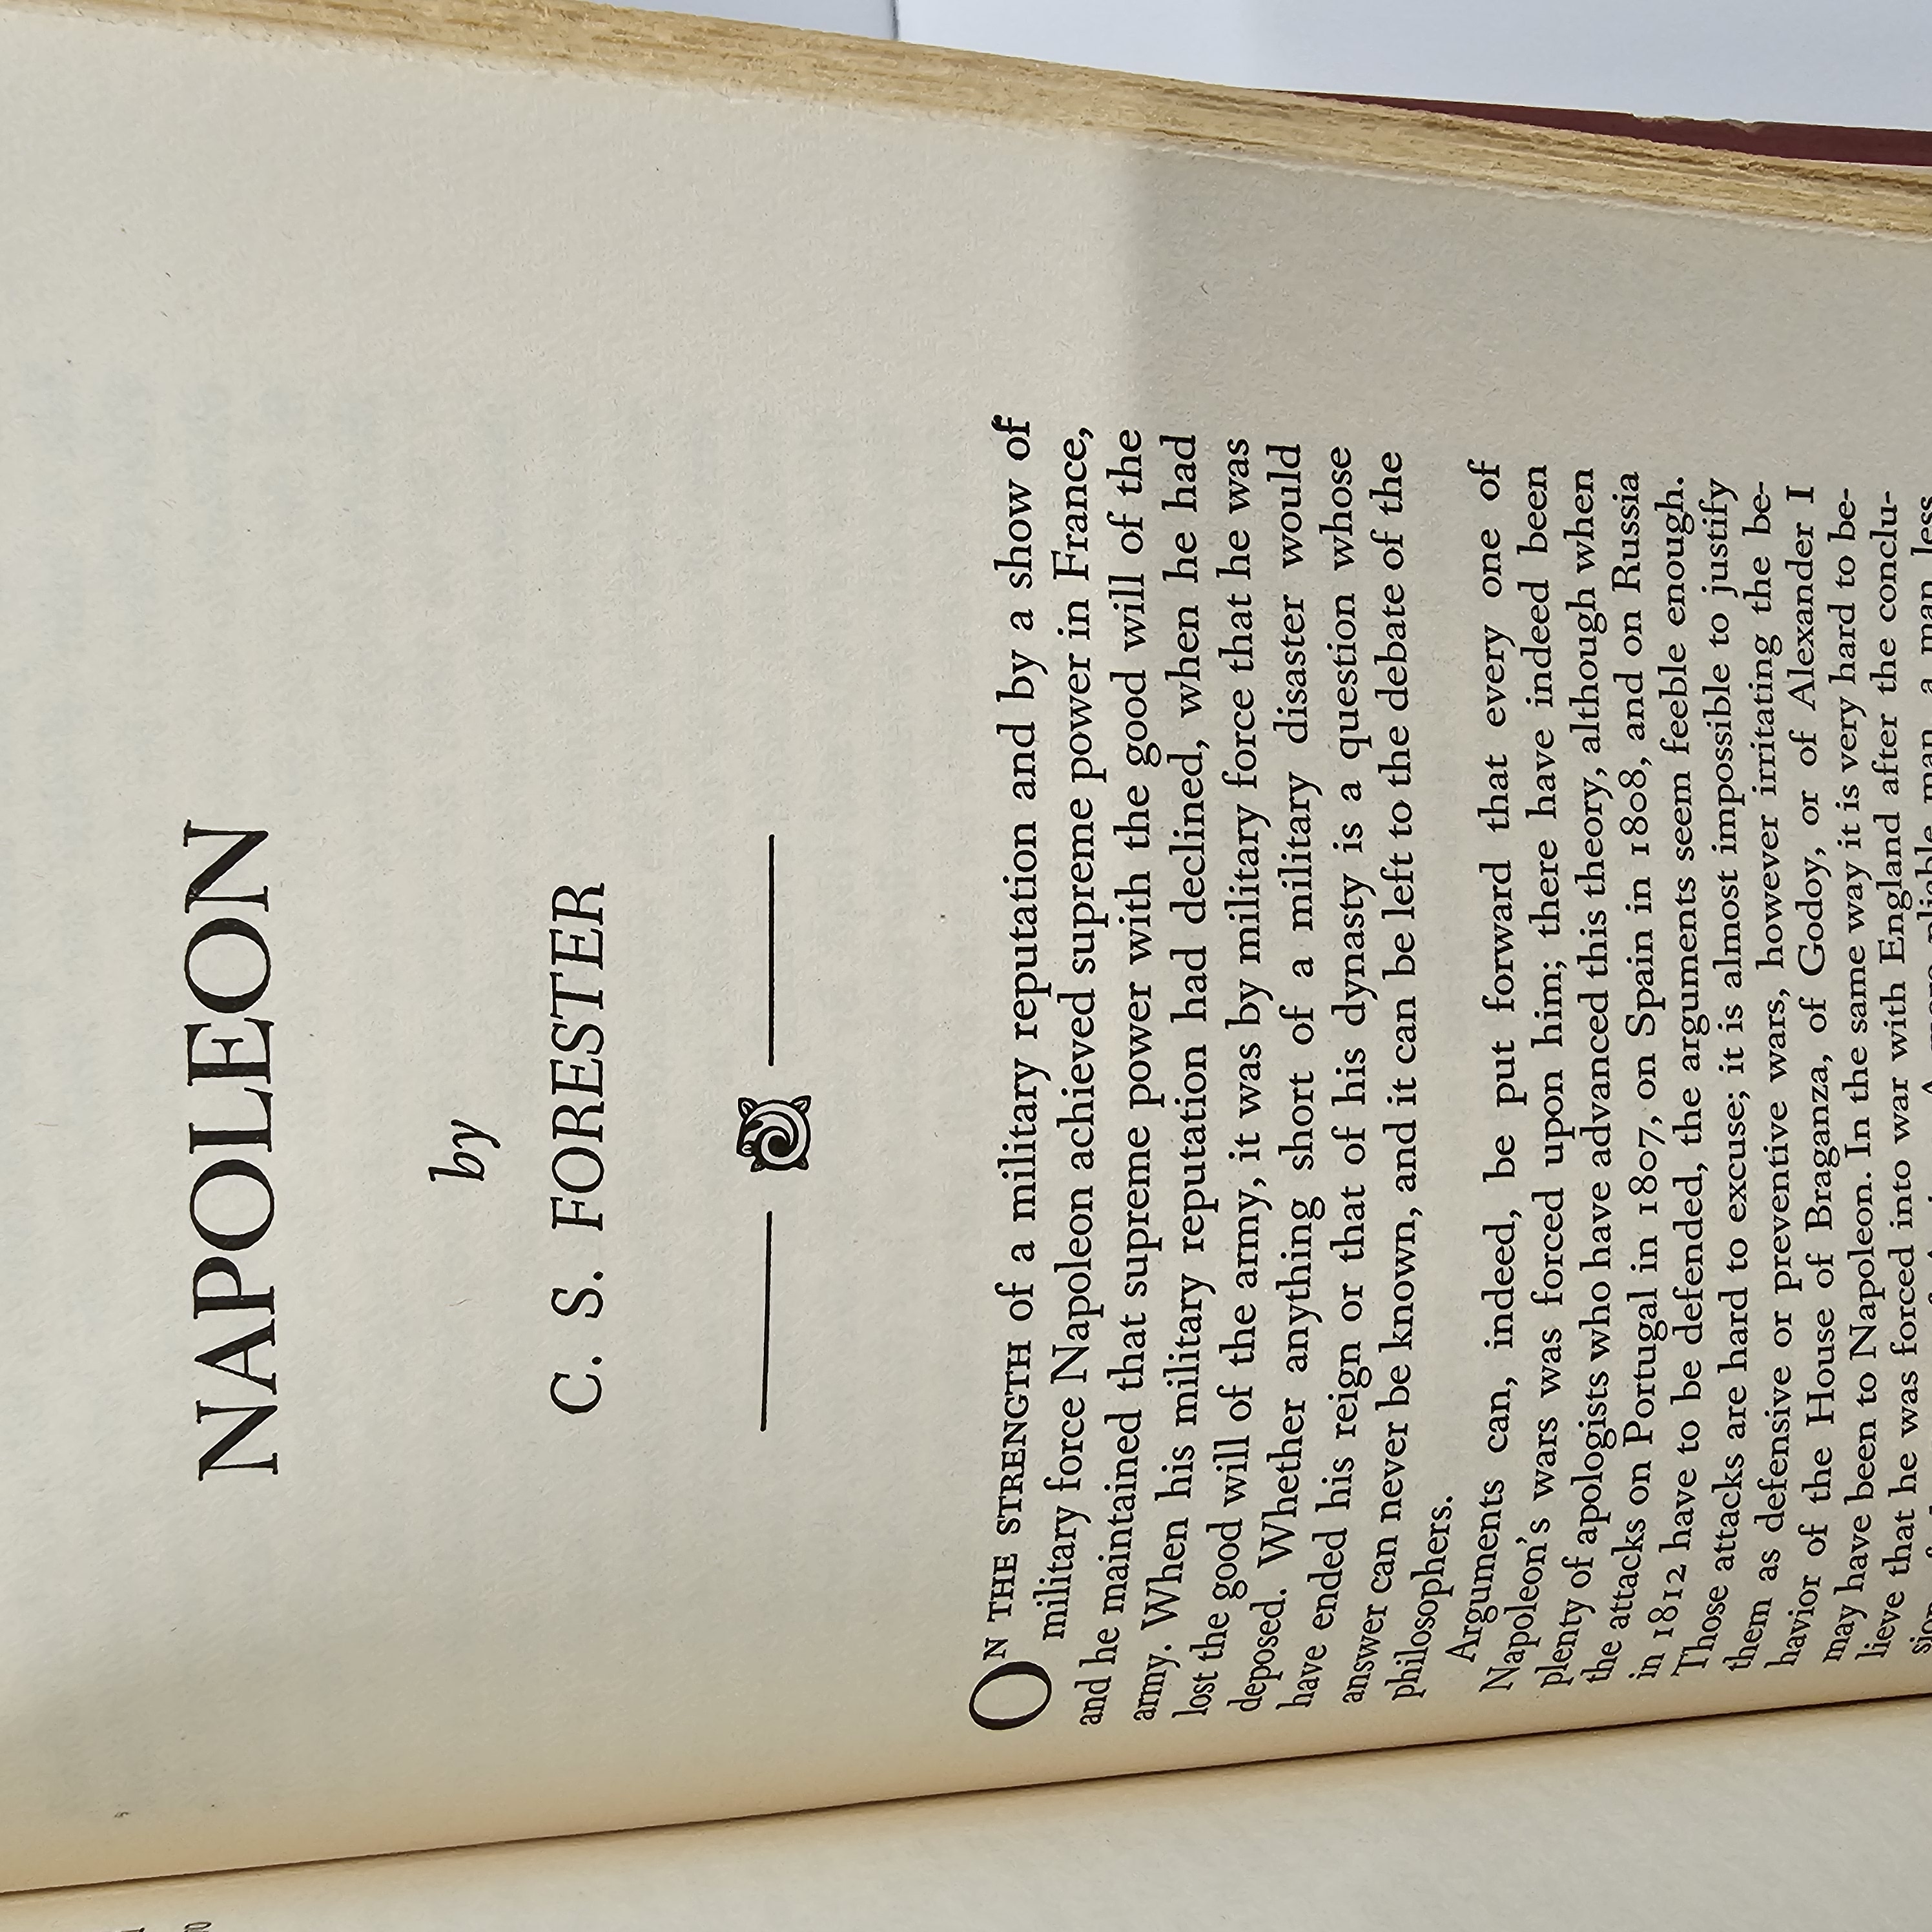 NAPOLEON
by
C. S. FORESTER
ON THE STRENGTH of a military reputation and by a show of
military force Napoleon achieved supreme power in France,
and he maintained that supreme power with the good will of the
army. When his military reputation had declined, when he had
lost the good will of the army, it was by military force that he was
deposed. Whether anything short of a military disaster would
have ended his reign or that of his dynasty is a question whose
answer can never be known, and it can be left to the debate of the
philosophers.
Arguments can, indeed, be put forward that every one of
Napoleon's wars was forced upon him; there have indeed been
plenty of apologists who have advanced this theory, although when
the attacks on Portugal in 1807, on Spain in 1808, and on Russia
in 1812 have to be defended, the arguments seem feeble enough.
Those attacks are hard to excuse; it is almost impossible to justify
them as defensive or preventive wars, however irritating the be-
havior of the House of Braganza, of Godoy, or of Alexander I
may have been to Napoleon. In the same way it is very hard to be-
lieve that he was forced into war with England after the conclu-
sion pliable man, a man less